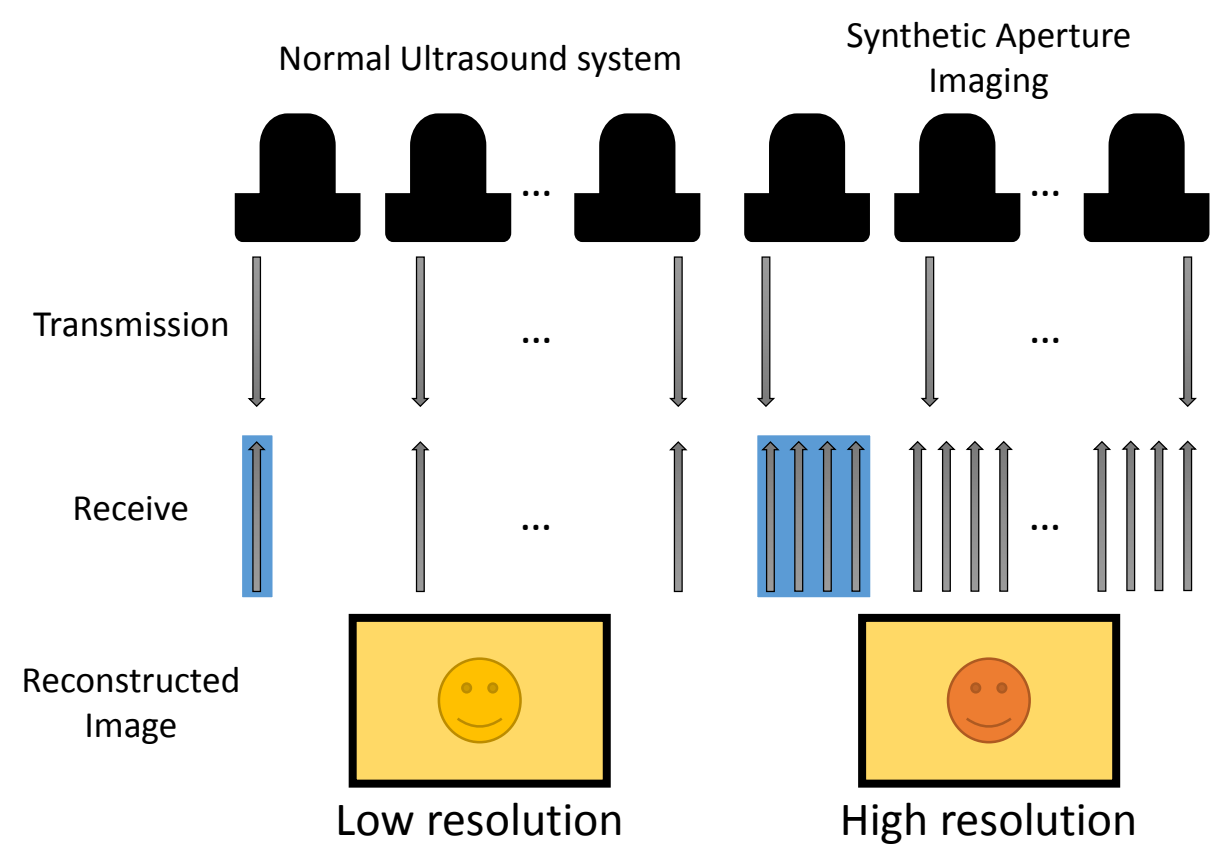 Normal Ultrasound system
Synthetic Aperture
Imaging
...
...
Transmission
...
...
Receive
...
...
Reconstructed
Image
Low resolution
High resolution